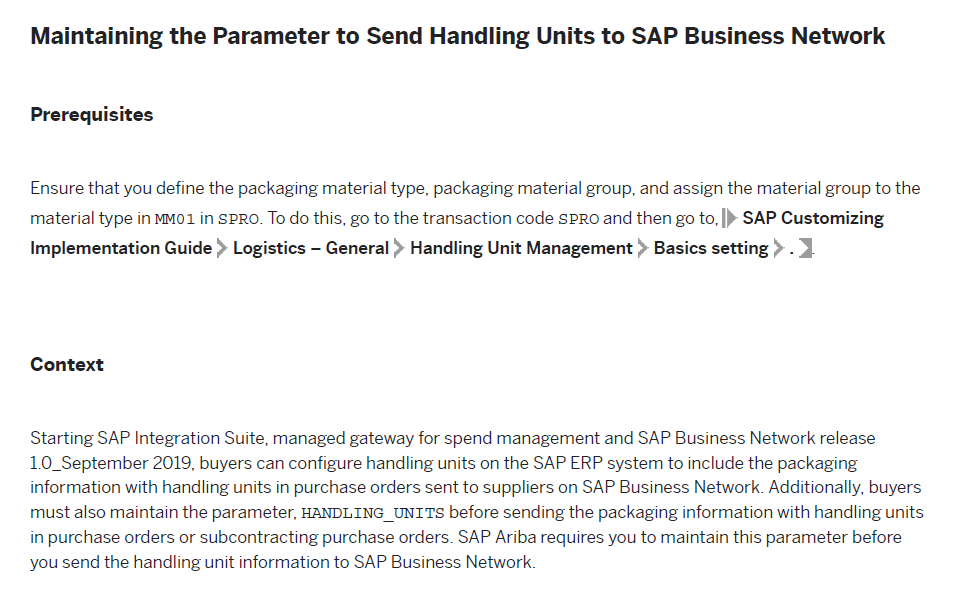 Maintaining the Parameter to Send Handling Units to SAP Business Network
Prerequisites
Ensure that you define the packaging material type, packaging material group, and assign the material group to the
material type in MM01 in SPRO. To do this, go to the transaction code SPRO and then go to, SAP Customizing
Implementation Guide Logistics – General Handling Unit Management Basics setting . .
Context
Starting SAP Integration Suite, managed gateway for spend management and SAP Business Network release
1.0_September 2019, buyers can configure handling units on the SAP ERP system to include the packaging
information with handling units in purchase orders sent to suppliers on SAP Business Network. Additionally, buyers
must also maintain the parameter, HANDLING_UNITS before sending the packaging information with handling units
in purchase orders or subcontracting purchase orders. SAP Ariba requires you to maintain this parameter before
you send the handling unit information to SAP Business Network.